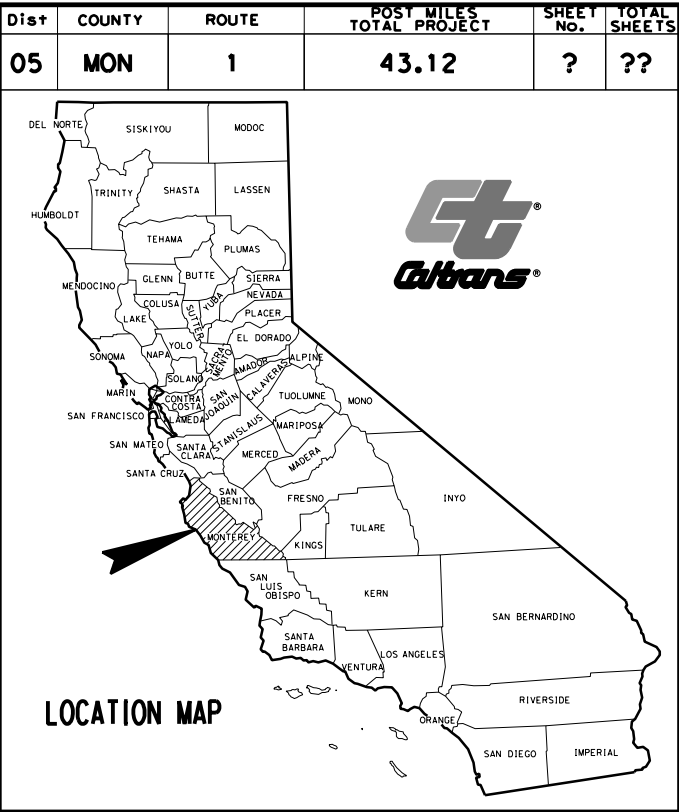 Dist COUNTY ROUTE POST MILES TOTAL PROJECT SHEET No. TOTAL SHEETS
05 MON 1 43.12 ? ??
DEL NORTE
SISKIYOU
MODOC
TRINITY
SHASTA
LASSEN
HUMBOLDT
TEHAMA
PLUMAS
MENDOCINO
GLENN
BUTTE
SIERRA
NEVADA
COLUSA
YUBA
SUTTER
PLACER
LAKE
EL DORADO
YOLO
SONOMA
NAPA
SACRA
MENTO
AMADOR
ALPINE
SOLANO
CALAVERAS
MARIN
CONTRA
COSTA
SAN
JOAQUIN
TUOLUMNE
MONO
SAN FRANCISCO
ALAMEDA
STANISLAUS
MARIPOSA
SAN MATEO
SANTA
CLARA
MERCED
MADERA
SANTA CRUZ
SAN
BENITO
FRESNO
INYO
MONTEREY
KINGS
TULARE
SAN
LUIS
OBISPO
KERN
SAN BERNARDINO
SANTA
BARBARA
VENTURA
LOS ANGELES
RIVERSIDE
ORANGE
SAN DIEGO
IMPERIAL
LOCATION MAP
Ct ®
Caltrans ®